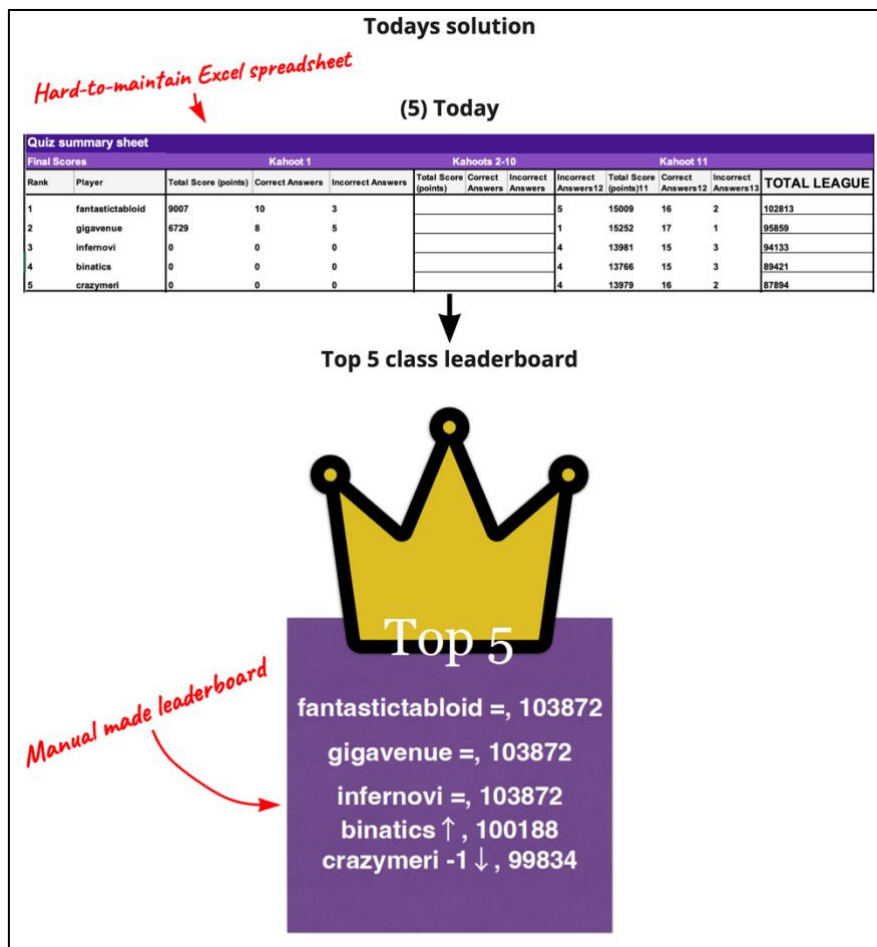 Todays solution
Hard-to-maintain Excel spreadsheet
(5) Today
Quiz summary sheet
Final Scores Kahoot 1 Kahoots 2-10 Kahoot 11
Rank Player Total Score (points) Correct Answers Incorrect Answers Total Score (points) Correct Answers Incorrect Answers Incorrect Answers12 Total Score (points)11 Correct Answers12 Incorrect Answers13 TOTAL LEAGUE
1 fantastictabloid 9007 10 3 5 15009 16 2 102813
2 gigavenue 6729 8 5 1 15252 17 1 95859
3 infernovi 0 0 0 4 13981 15 3 94133
4 binatics 0 0 0 4 13766 15 3 89421
5 crazymeri 0 0 0 4 13979 16 2 87894
Top 5 class leaderboard
Top 5
Manual made leaderboard
fantastictabloid =, 103872
gigavenue =, 103872
infernovi =, 103872
binatics ↑, 100188
crazymeri -1 ↓, 99834